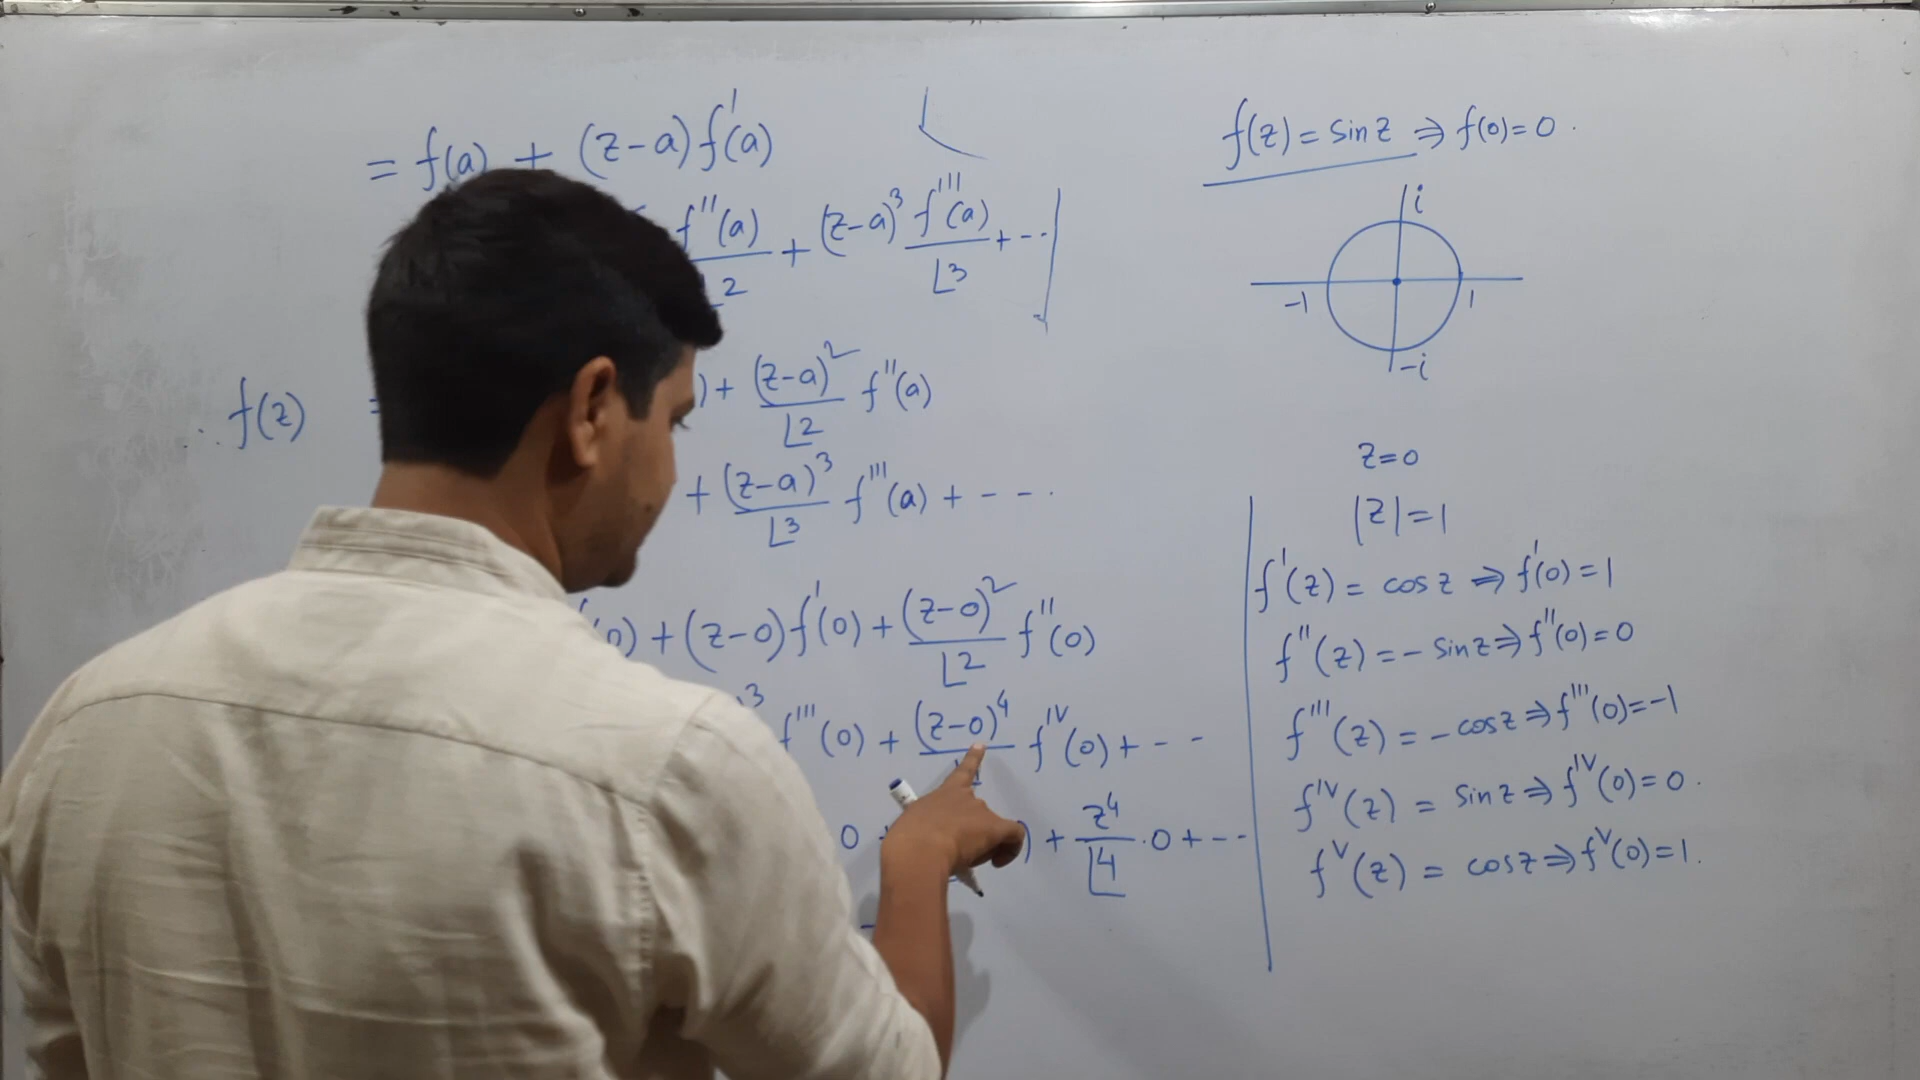 = f(a) + (z-a) f'(a)
f''(a)/⌊2 + (z-a)³ f'''(a)/⌊3 + --
∴ f(z) = ) + (z-a)²/⌊2 f''(a)
+ (z-a)³/⌊3 f'''(a) + ---.
(0) + (z-0) f'(0) + (z-0)²/⌊2 f''(0)
³ f'''(0) + (z-0)⁴/⌊4 f^IV(0) + --
0 + ) + z⁴/⌊4 .0 + ---
f(z) = sin z ⇒ f(0) = 0 .
i
-1
1
-i
z=0
|z| = 1
f'(z) = cos z ⇒ f'(0) = 1
f''(z) = - sin z ⇒ f''(0) = 0
f'''(z) = - cos z ⇒ f'''(0) = -1
f^IV(z) = sin z ⇒ f^IV(0) = 0 .
f^V(z) = cos z ⇒ f^V(0) = 1 .